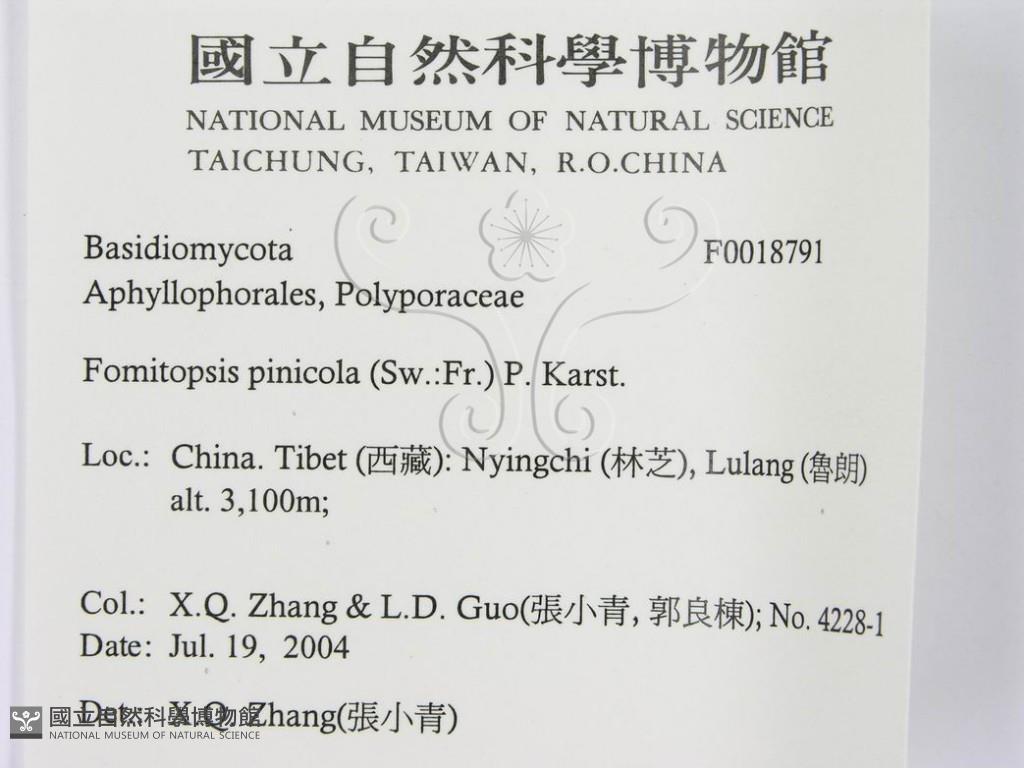 國立自然科學博物館
NATIONAL MUSEUM OF NATURAL SCIENCE
TAICHUNG, TAIWAN, R.O.CHINA
Basidiomycota F0018791
Aphyllophorales, Polyporaceae
Fomitopsis pinicola (Sw.:Fr.) P. Karst.
Loc.: China. Tibet (西藏): Nyingchi (林芝), Lulang (魯朗)
alt. 3,100m;
Col.: X.Q. Zhang & L.D. Guo(張小青, 郭良棟); No. 4228-1
Date: Jul. 19, 2004
Det.: X.Q. Zhang(張小青)
國立自然科學博物館
NATIONAL MUSEUM OF NATURAL SCIENCE